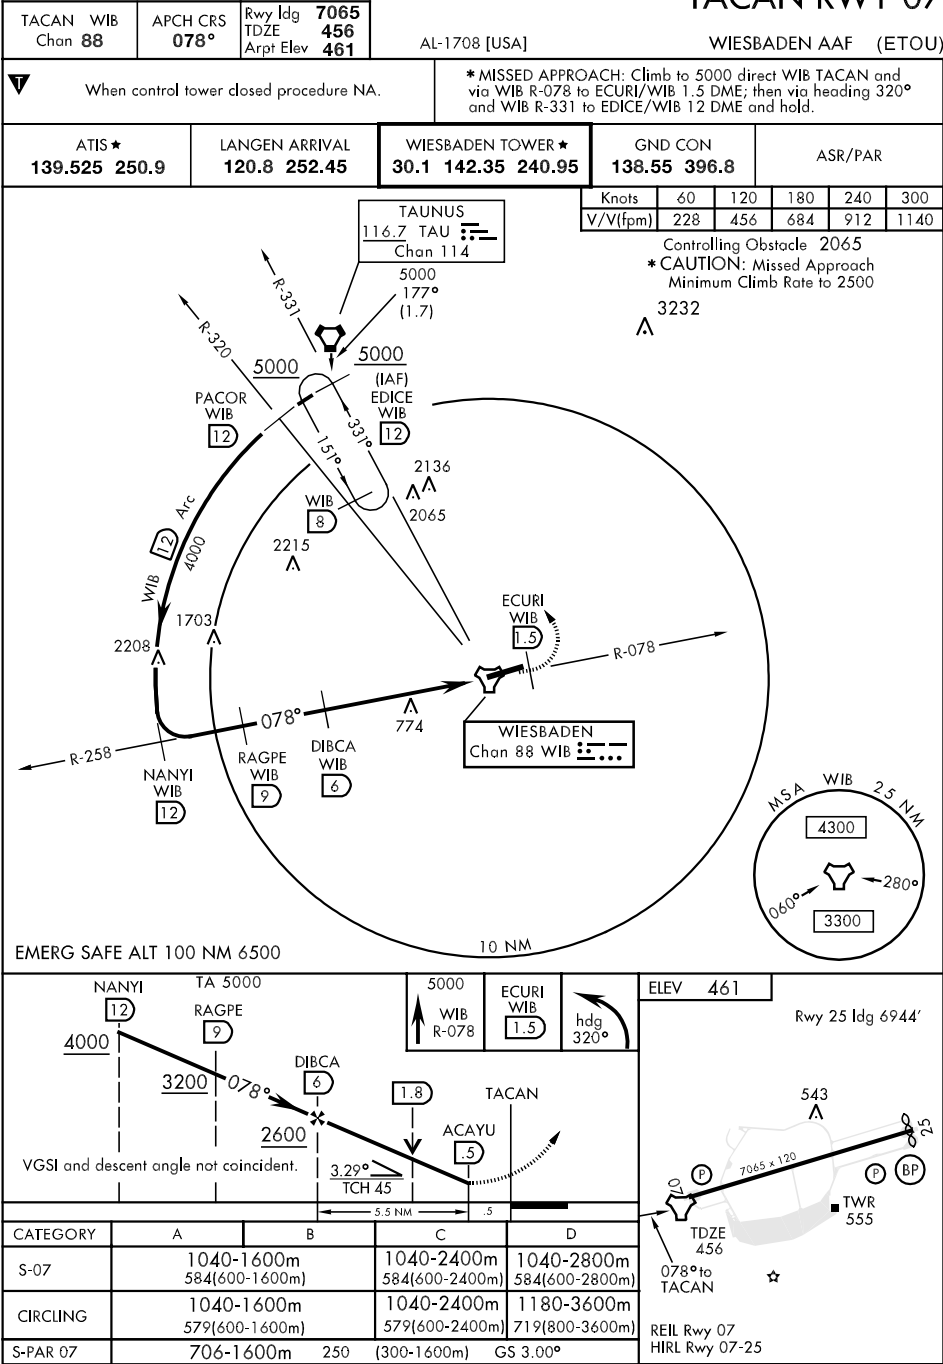 TACAN RWY 07
TACAN WIB
Chan 88
APCH CRS
078°
Rwy ldg 7065
TDZE 456
Arpt Elev 461
AL-1708 [USA]
WIESBADEN AAF (ETOU)
T
When control tower closed procedure NA.
* MISSED APPROACH: Climb to 5000 direct WIB TACAN and
via WIB R-078 to ECURI/WIB 1.5 DME; then via heading 320°
and WIB R-331 to EDICE/WIB 12 DME and hold.
ATIS ★
139.525 250.9
LANGEN ARRIVAL
120.8 252.45
WIESBADEN TOWER ★
30.1 142.35 240.95
GND CON
138.55 396.8
ASR/PAR
Knots 60 120 180 240 300
V/V(fpm) 228 456 684 912 1140
Controlling Obstacle 2065
* CAUTION: Missed Approach
Minimum Climb Rate to 2500
TAUNUS
116.7 TAU
Chan 114
5000
177°
(1.7)
R-331
R-320
3232
5000
5000
(IAF)
EDICE
WIB
12
PACOR
WIB
12
331°
151°
2136
2065
WIB
8
2215
WIB 12 Arc
4000
1703
2208
ECURI
WIB
1.5
R-078
078°
774
WIESBADEN
Chan 88 WIB
R-258
NANYI
WIB
12
RAGPE
WIB
9
DIBCA
WIB
6
MSA WIB 25 NM
4300
060°
280°
3300
10 NM
EMERG SAFE ALT 100 NM 6500
NANYI
12
TA 5000
RAGPE
9
4000
3200
078°
DIBCA
6
2600
1.8
TACAN
ACAYU
.5
VGSI and descent angle not coincident.
3.29°
TCH 45
5.5 NM
.5
5000
WIB
R-078
ECURI
WIB
1.5
hdg
320°
ELEV 461
Rwy 25 ldg 6944'
543
25
7065 x 120
P
P
BP
07
TWR
555
TDZE
456
078° to
TACAN
REIL Rwy 07
HIRL Rwy 07-25
CATEGORY A B C D
S-07
1040-1600m
584(600-1600m)
1040-2400m
584(600-2400m)
1040-2800m
584(600-2800m)
CIRCLING
1040-1600m
579(600-1600m)
1040-2400m
579(600-2400m)
1180-3600m
719(800-3600m)
S-PAR 07 706-1600m 250 (300-1600m) GS 3.00°